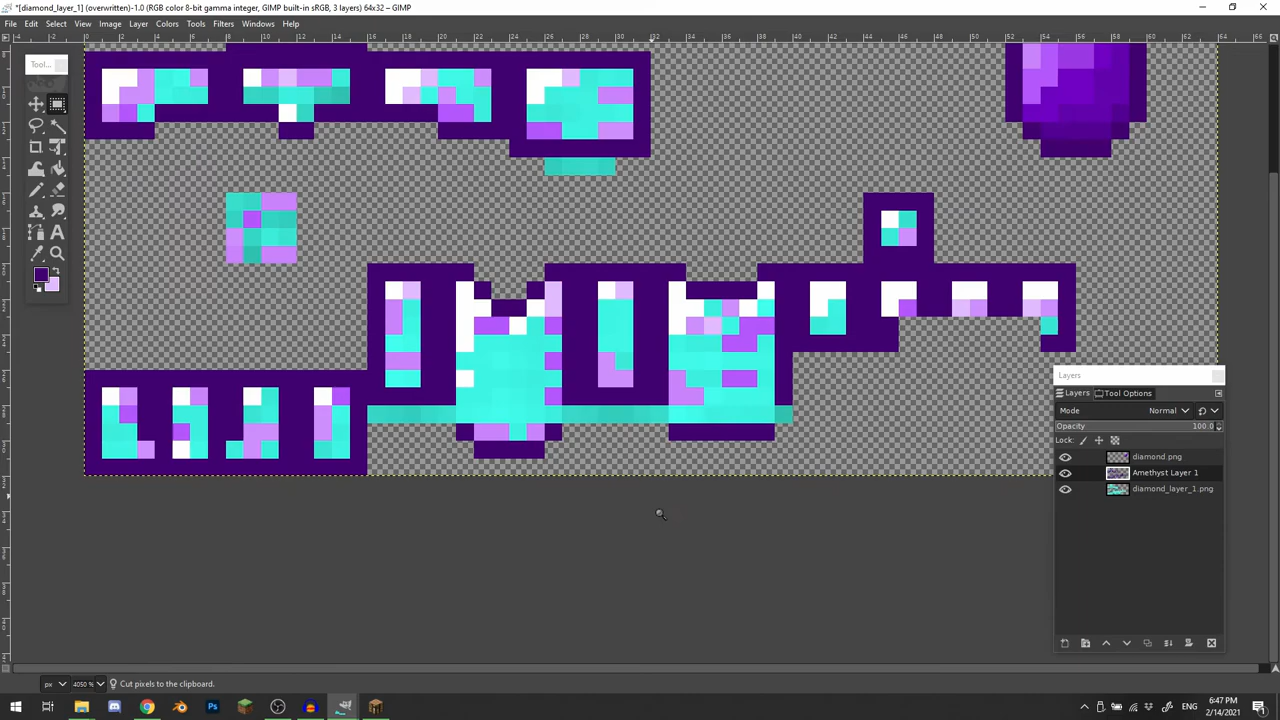 *[diamond_layer_1] (overwritten)-1.0 (RGB color 8-bit gamma integer, GIMP built-in sRGB, 3 layers) 64x32 – GIMP
File Edit Select View Image Layer Colors Tools Filters Windows Help
Tool...
Layers
Layers Tool Options
Mode Normal
Opacity 100.0
Lock:
diamond.png
Amethyst Layer 1
diamond_layer_1.png
px 4050 % Cut pixels to the clipboard.
ENG 6:47 PM
2/14/2021